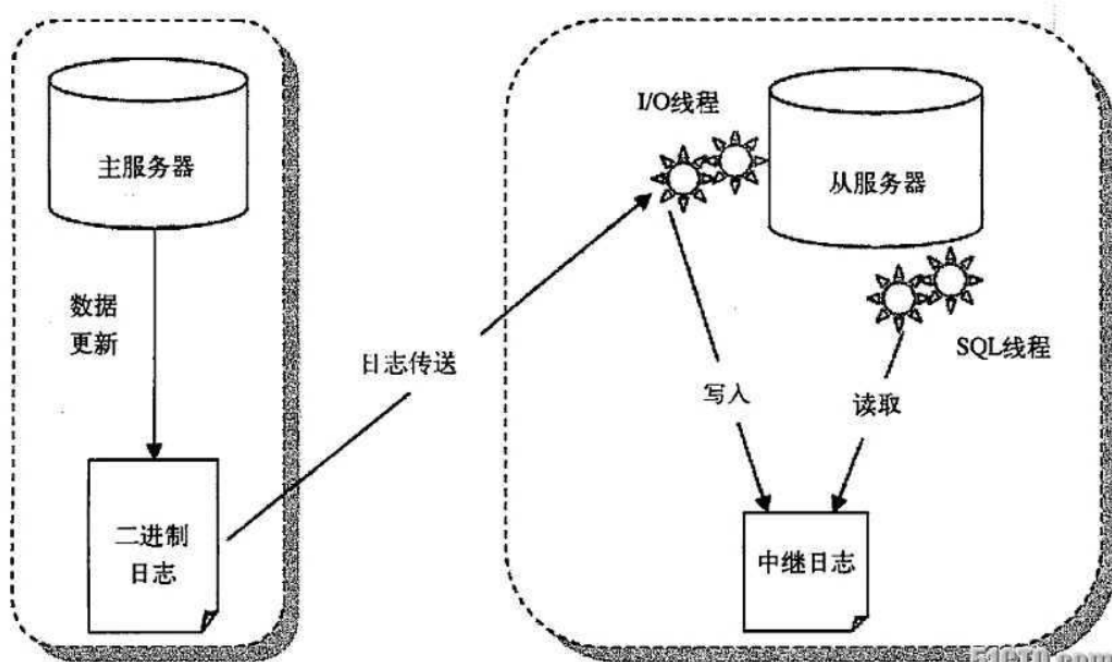 主服务器
数据
更新
二进制
日志
日志传送
I/O线程
从服务器
SQL线程
写入
读取
中继日志